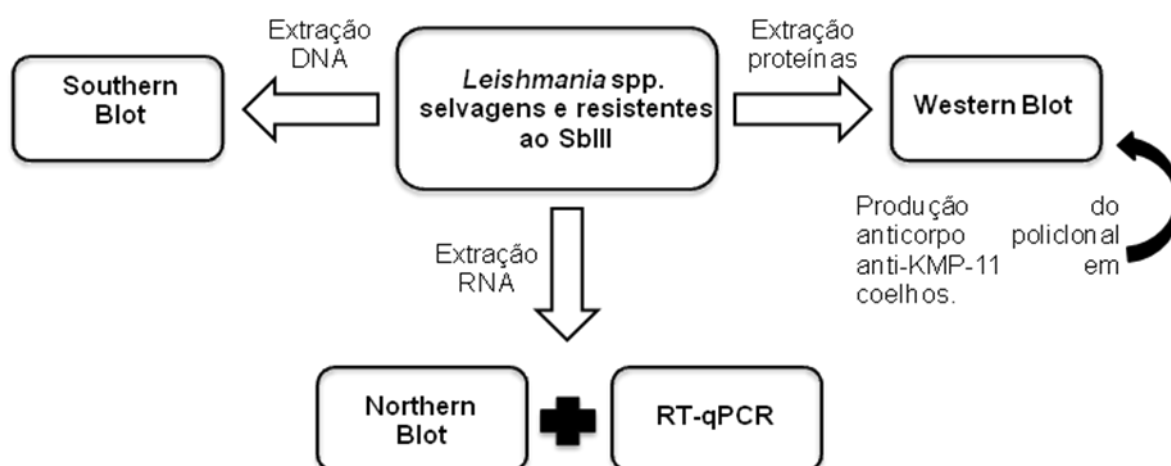 Extração
DNA
Southern
Blot
Leishmania spp.
selvagens e resistentes
ao SbIII
Extração
proteínas
Western Blot
Produção do
anticorpo policlonal
anti-KMP-11 em
coelhos.
Extração
RNA
Northern
Blot
RT-qPCR